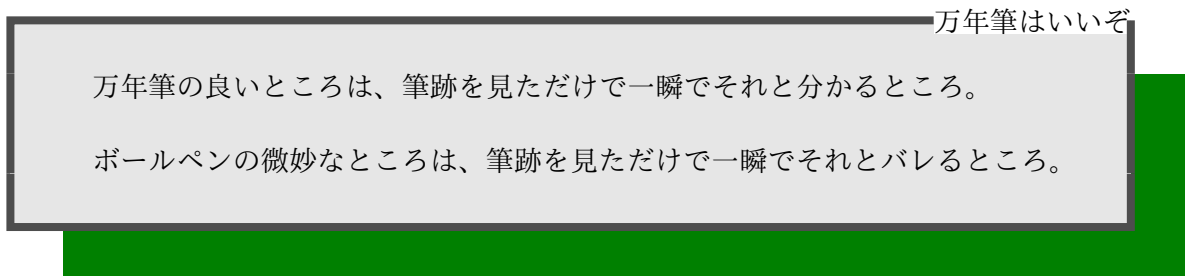 万年筆はいいぞ
万年筆の良いところは、筆跡を見ただけで一瞬でそれと分かるところ。
ボールペンの微妙なところは、筆跡を見ただけで一瞬でそれとバレるところ。